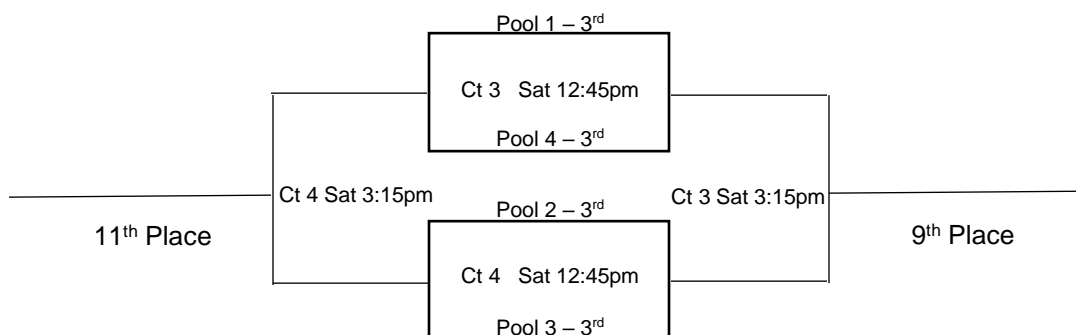 Pool 1 – 3rd
Ct 3 Sat 12:45pm
Pool 4 – 3rd
Ct 4 Sat 3:15pm
Ct 3 Sat 3:15pm
Pool 2 – 3rd
11th Place
9th Place
Ct 4 Sat 12:45pm
Pool 3 – 3rd